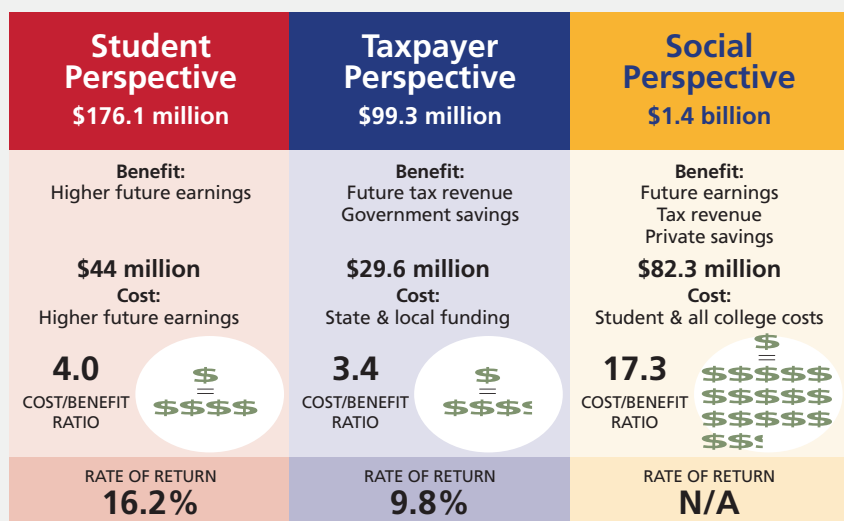 Student
Perspective
$176.1 million
Benefit:
Higher future earnings
$44 million
Cost:
Higher future earnings
4.0
COST/BENEFIT
RATIO
$
=
$$$$
RATE OF RETURN
16.2%
Taxpayer
Perspective
$99.3 million
Benefit:
Future tax revenue
Government savings
$29.6 million
Cost:
State & local funding
3.4
COST/BENEFIT
RATIO
$
=
$$$$
RATE OF RETURN
9.8%
Social
Perspective
$1.4 billion
Benefit:
Future earnings
Tax revenue
Private savings
$82.3 million
Cost:
Student & all college costs
17.3
COST/BENEFIT
RATIO
$
=
$$$$$
$$$$$
$$$$$
$$$
RATE OF RETURN
N/A